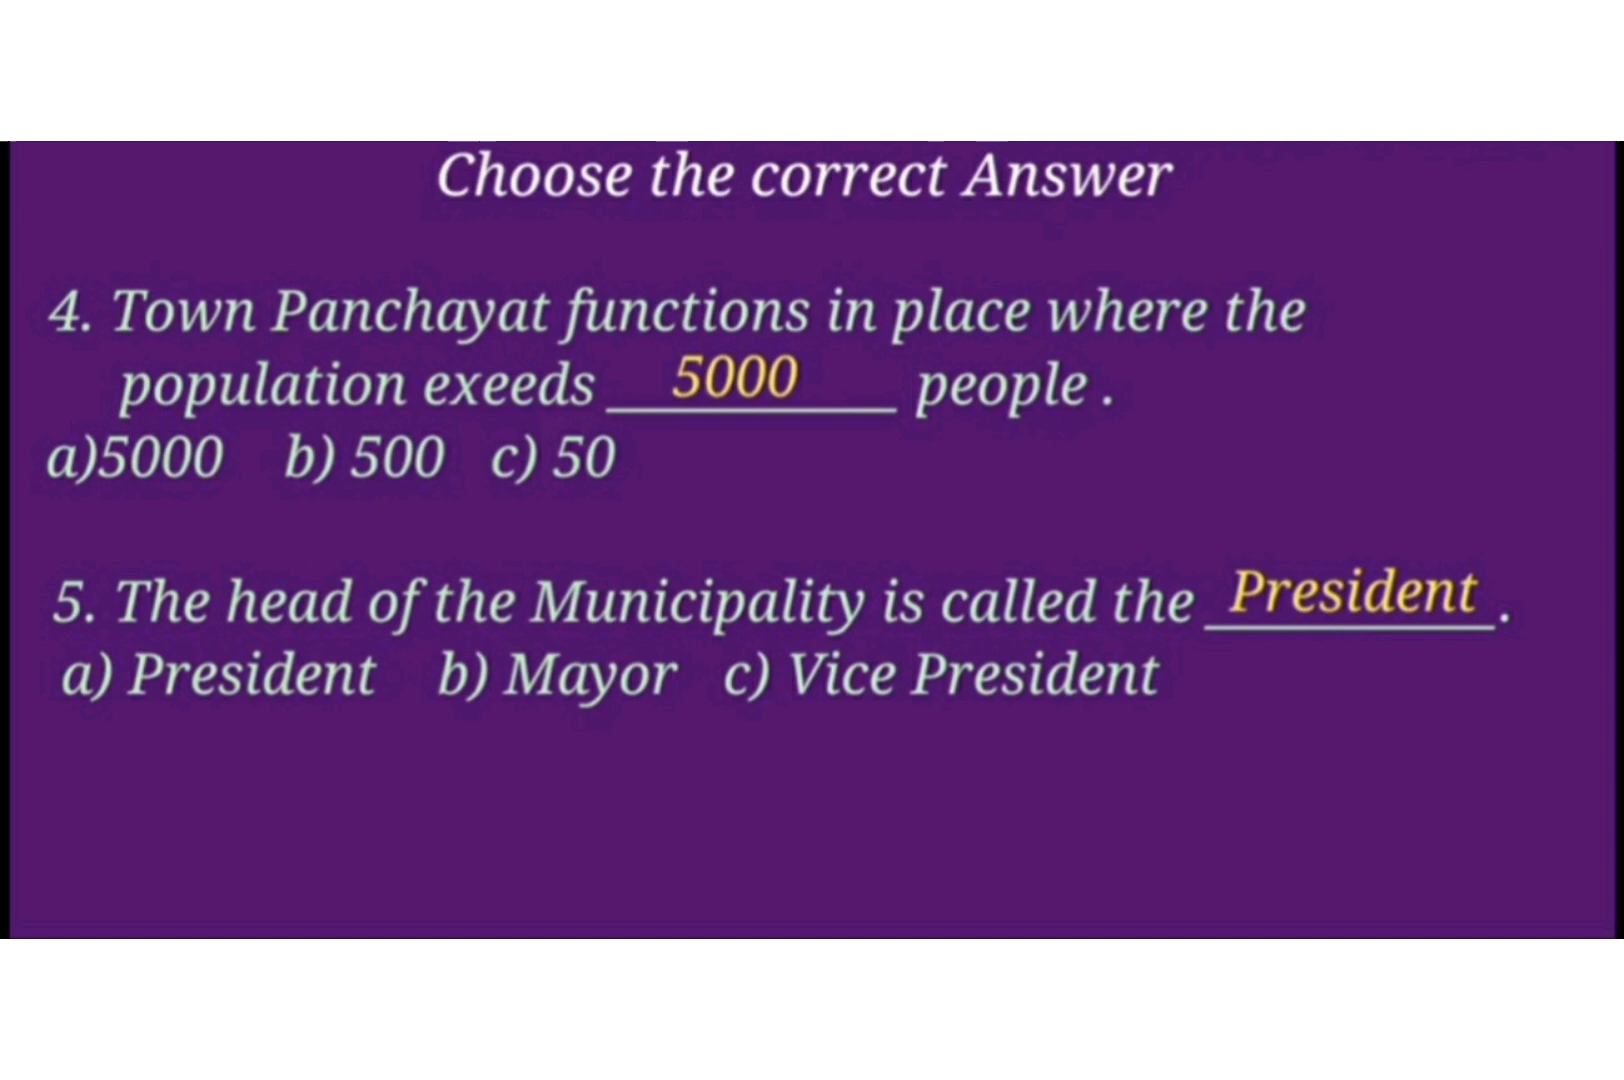 Choose the correct Answer
4. Town Panchayat functions in place where the
population exeeds 5000 people .
a)5000 b) 500 c) 50
5. The head of the Municipality is called the President.
a) President b) Mayor c) Vice President